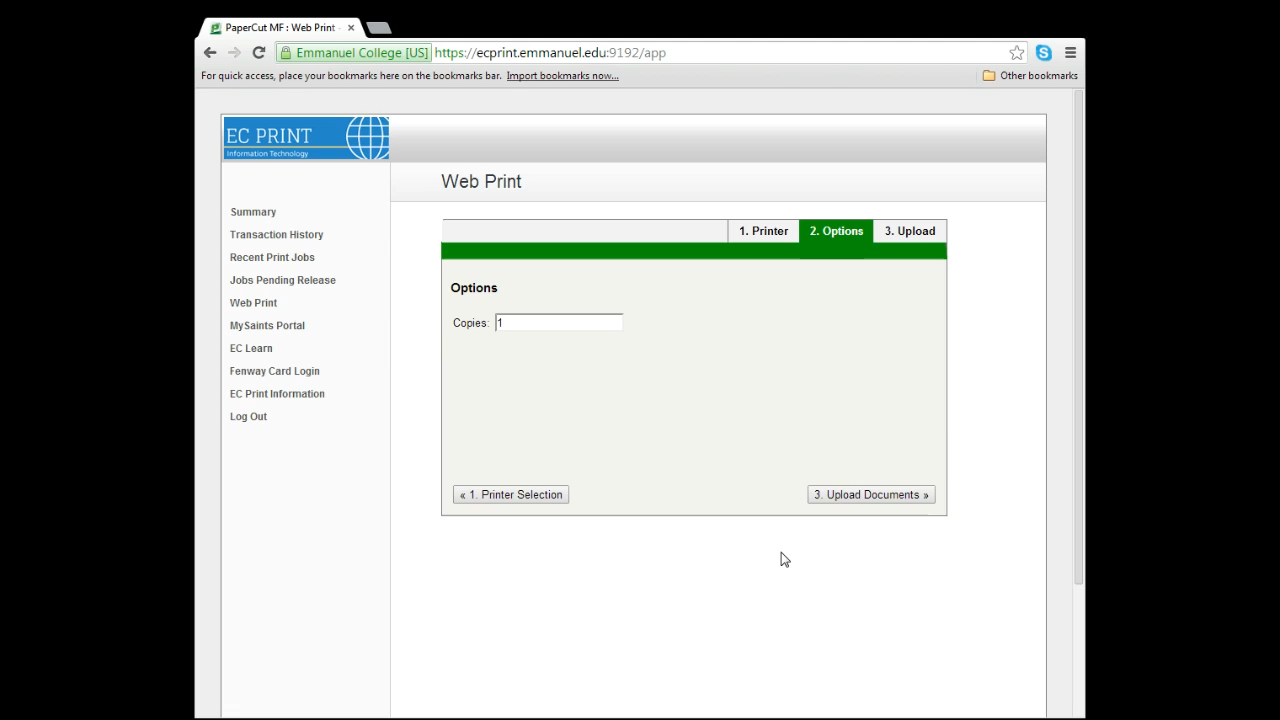 PaperCut MF : Web Print -
Emmanuel College [US] https://ecprint.emmanuel.edu:9192/app
For quick access, place your bookmarks here on the bookmarks bar. Import bookmarks now... Other bookmarks
EC PRINT
Information Technology
Web Print
Summary
Transaction History
Recent Print Jobs
Jobs Pending Release
Web Print
MySaints Portal
EC Learn
Fenway Card Login
EC Print Information
Log Out
1. Printer 2. Options 3. Upload
Options
Copies: 1
« 1. Printer Selection 3. Upload Documents »